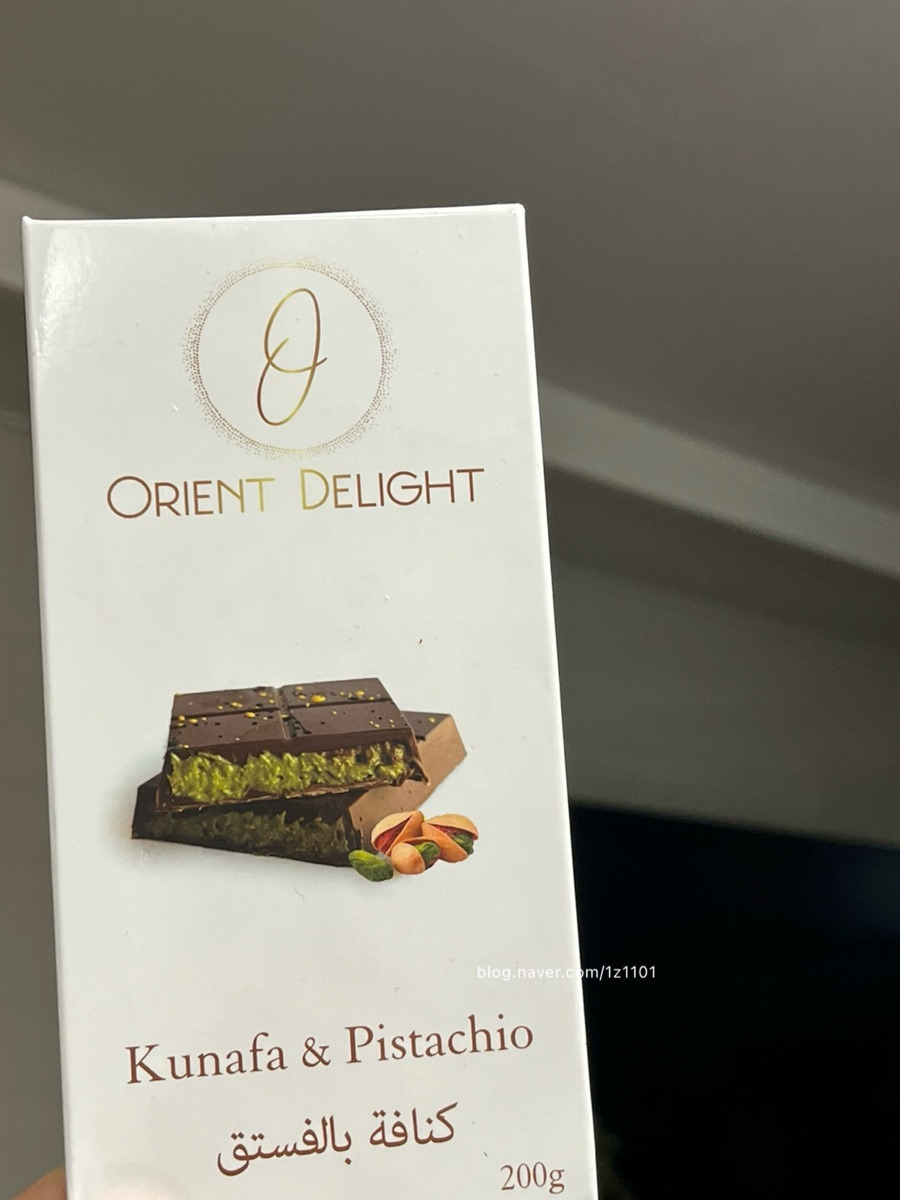 ORIENT DELIGHT
blog.naver.com/1z1101
Kunafa & Pistachio
كنافة بالفستق
200g